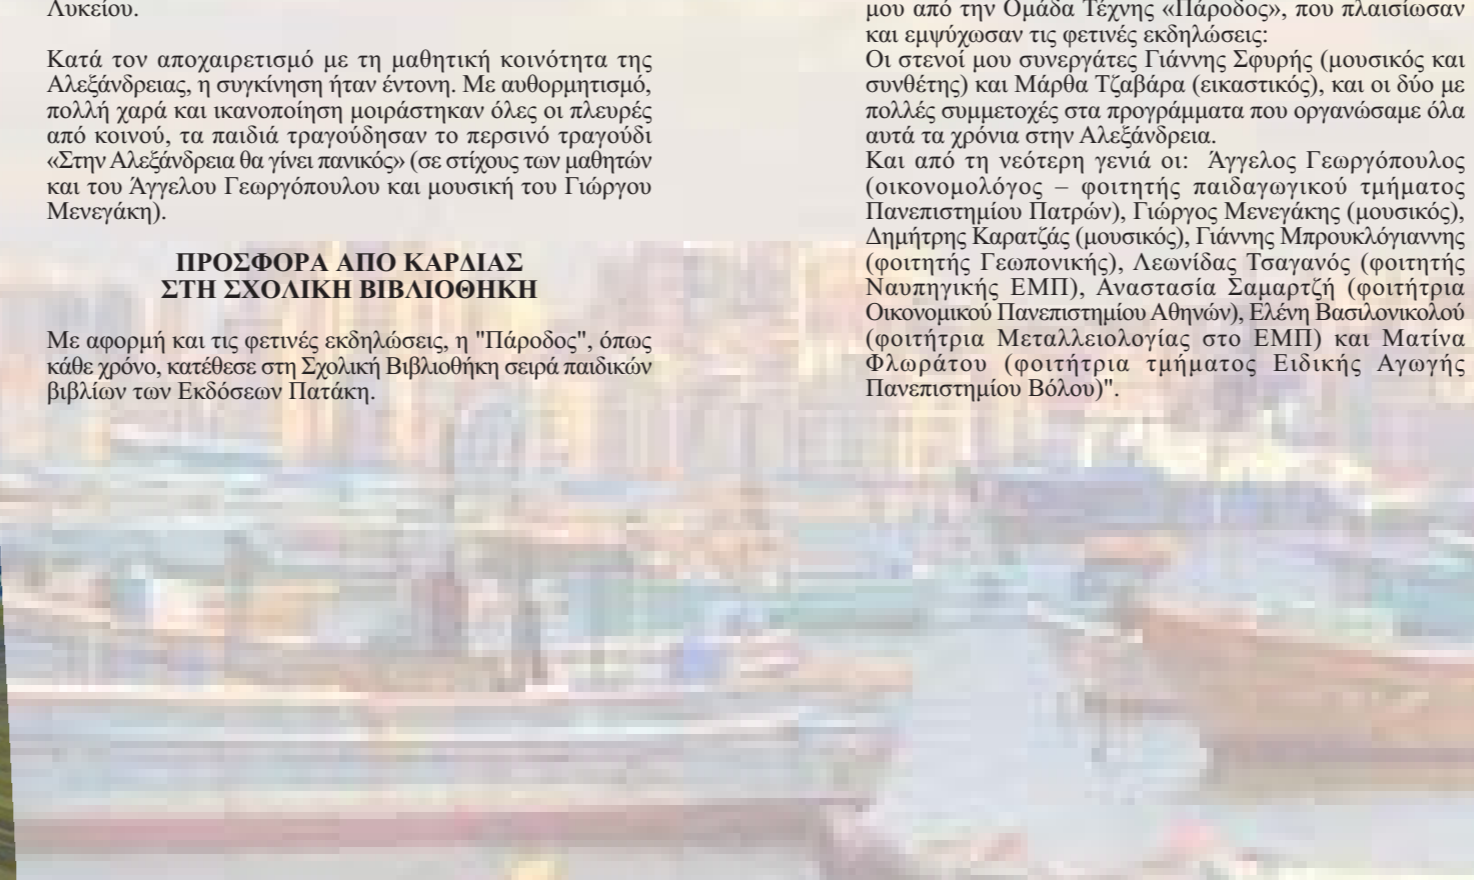 Λυκείου.
Κατά τον αποχαιρετισμό με τη μαθητική κοινότητα της
Αλεξάνδρειας, η συγκίνηση ήταν έντονη. Με αυθορμητισμό,
πολλή χαρά και ικανοποίηση μοιράστηκαν όλες οι πλευρές
από κοινού, τα παιδιά τραγούδησαν το περσινό τραγούδι
«Στην Αλεξάνδρεια θα γίνει πανικός» (σε στίχους των μαθητών
και του Άγγελου Γεωργόπουλου και μουσική του Γιώργου
Μενεγάκη).
ΠΡΟΣΦΟΡΑ ΑΠΟ ΚΑΡΔΙΑΣ
ΣΤΗ ΣΧΟΛΙΚΗ ΒΙΒΛΙΟΘΗΚΗ
Με αφορμή και τις φετινές εκδηλώσεις, η "Πάροδος", όπως
κάθε χρόνο, κατέθεσε στη Σχολική Βιβλιοθήκη σειρά παιδικών
βιβλίων των Εκδόσεων Πατάκη.
μου από την Ομάδα Τέχνης «Πάροδος», που πλαισίωσαν
και εμψύχωσαν τις φετινές εκδηλώσεις:
Οι στενοί μου συνεργάτες Γιάννης Σφυρής (μουσικός και
συνθέτης) και Μάρθα Τζαβάρα (εικαστικός), και οι δύο με
πολλές συμμετοχές στα προγράμματα που οργανώσαμε όλα
αυτά τα χρόνια στην Αλεξάνδρεια.
Και από τη νεότερη γενιά οι: Άγγελος Γεωργόπουλος
(οικονομολόγος – φοιτητής παιδαγωγικού τμήματος
Πανεπιστημίου Πατρών), Γιώργος Μενεγάκης (μουσικός),
Δημήτρης Καρατζάς (μουσικός), Γιάννης Μπρουκλόγιαννης
(φοιτητής Γεωπονικής), Λεωνίδας Τσαγανός (φοιτητής
Ναυπηγικής ΕΜΠ), Αναστασία Σαμαρτζή (φοιτήτρια
Οικονομικού Πανεπιστημίου Αθηνών), Ελένη Βασιλονικολού
(φοιτήτρια Μεταλλειολογίας στο ΕΜΠ) και Ματίνα
Φλωράτου (φοιτήτρια τμήματος Ειδικής Αγωγής
Πανεπιστημίου Βόλου)".